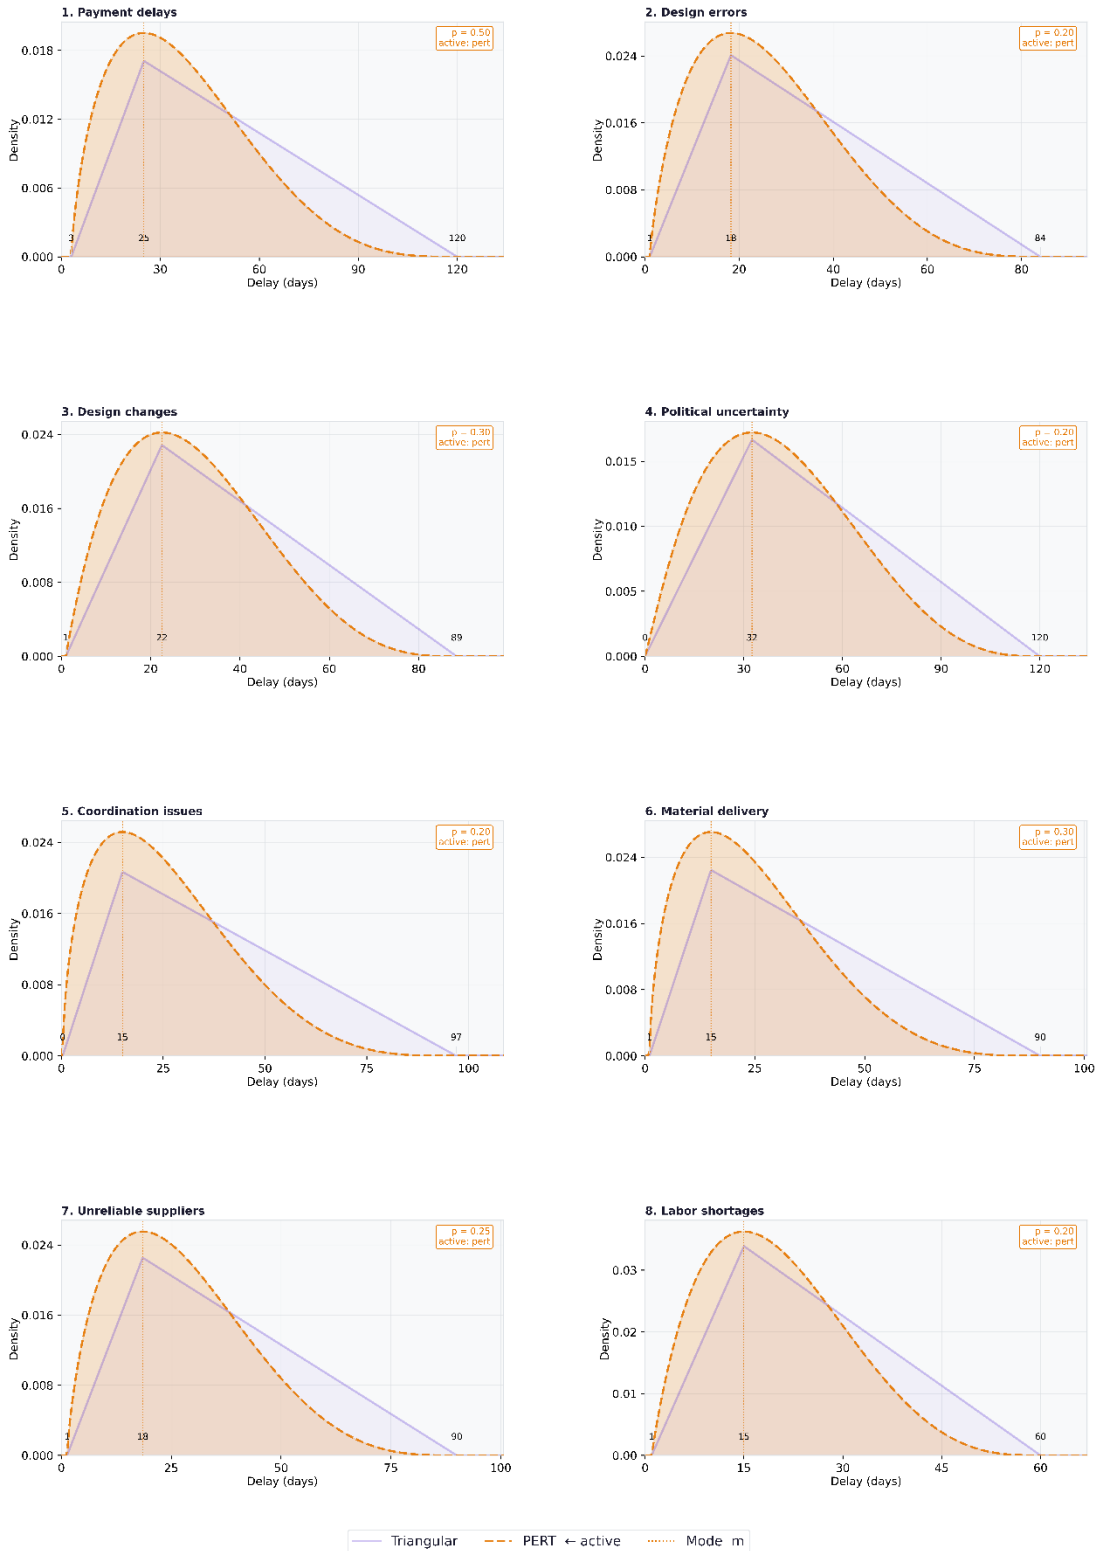 1. Payment delays
p = 0.50
active: pert
0.018
0.012
0.006
0.000
Density
3
25
120
0 30 60 90 120
Delay (days)
2. Design errors
p = 0.20
active: pert
0.024
0.016
0.008
0.000
Density
1
18
84
0 20 40 60 80
Delay (days)
3. Design changes
p = 0.30
active: pert
0.024
0.016
0.008
0.000
Density
1
22
89
0 20 40 60 80
Delay (days)
4. Political uncertainty
p = 0.20
active: pert
0.015
0.010
0.005
0.000
Density
0
32
120
0 30 60 90 120
Delay (days)
5. Coordination issues
p = 0.20
active: pert
0.024
0.016
0.008
0.000
Density
0
15
97
0 25 50 75 100
Delay (days)
6. Material delivery
p = 0.30
active: pert
0.024
0.016
0.008
0.000
Density
1
15
90
0 25 50 75 100
Delay (days)
7. Unreliable suppliers
p = 0.25
active: pert
0.024
0.016
0.008
0.000
Density
1
18
90
0 25 50 75 100
Delay (days)
8. Labor shortages
p = 0.20
active: pert
0.03
0.02
0.01
0.00
Density
1
15
60
0 15 30 45 60
Delay (days)
Triangular PERT ← active Mode m